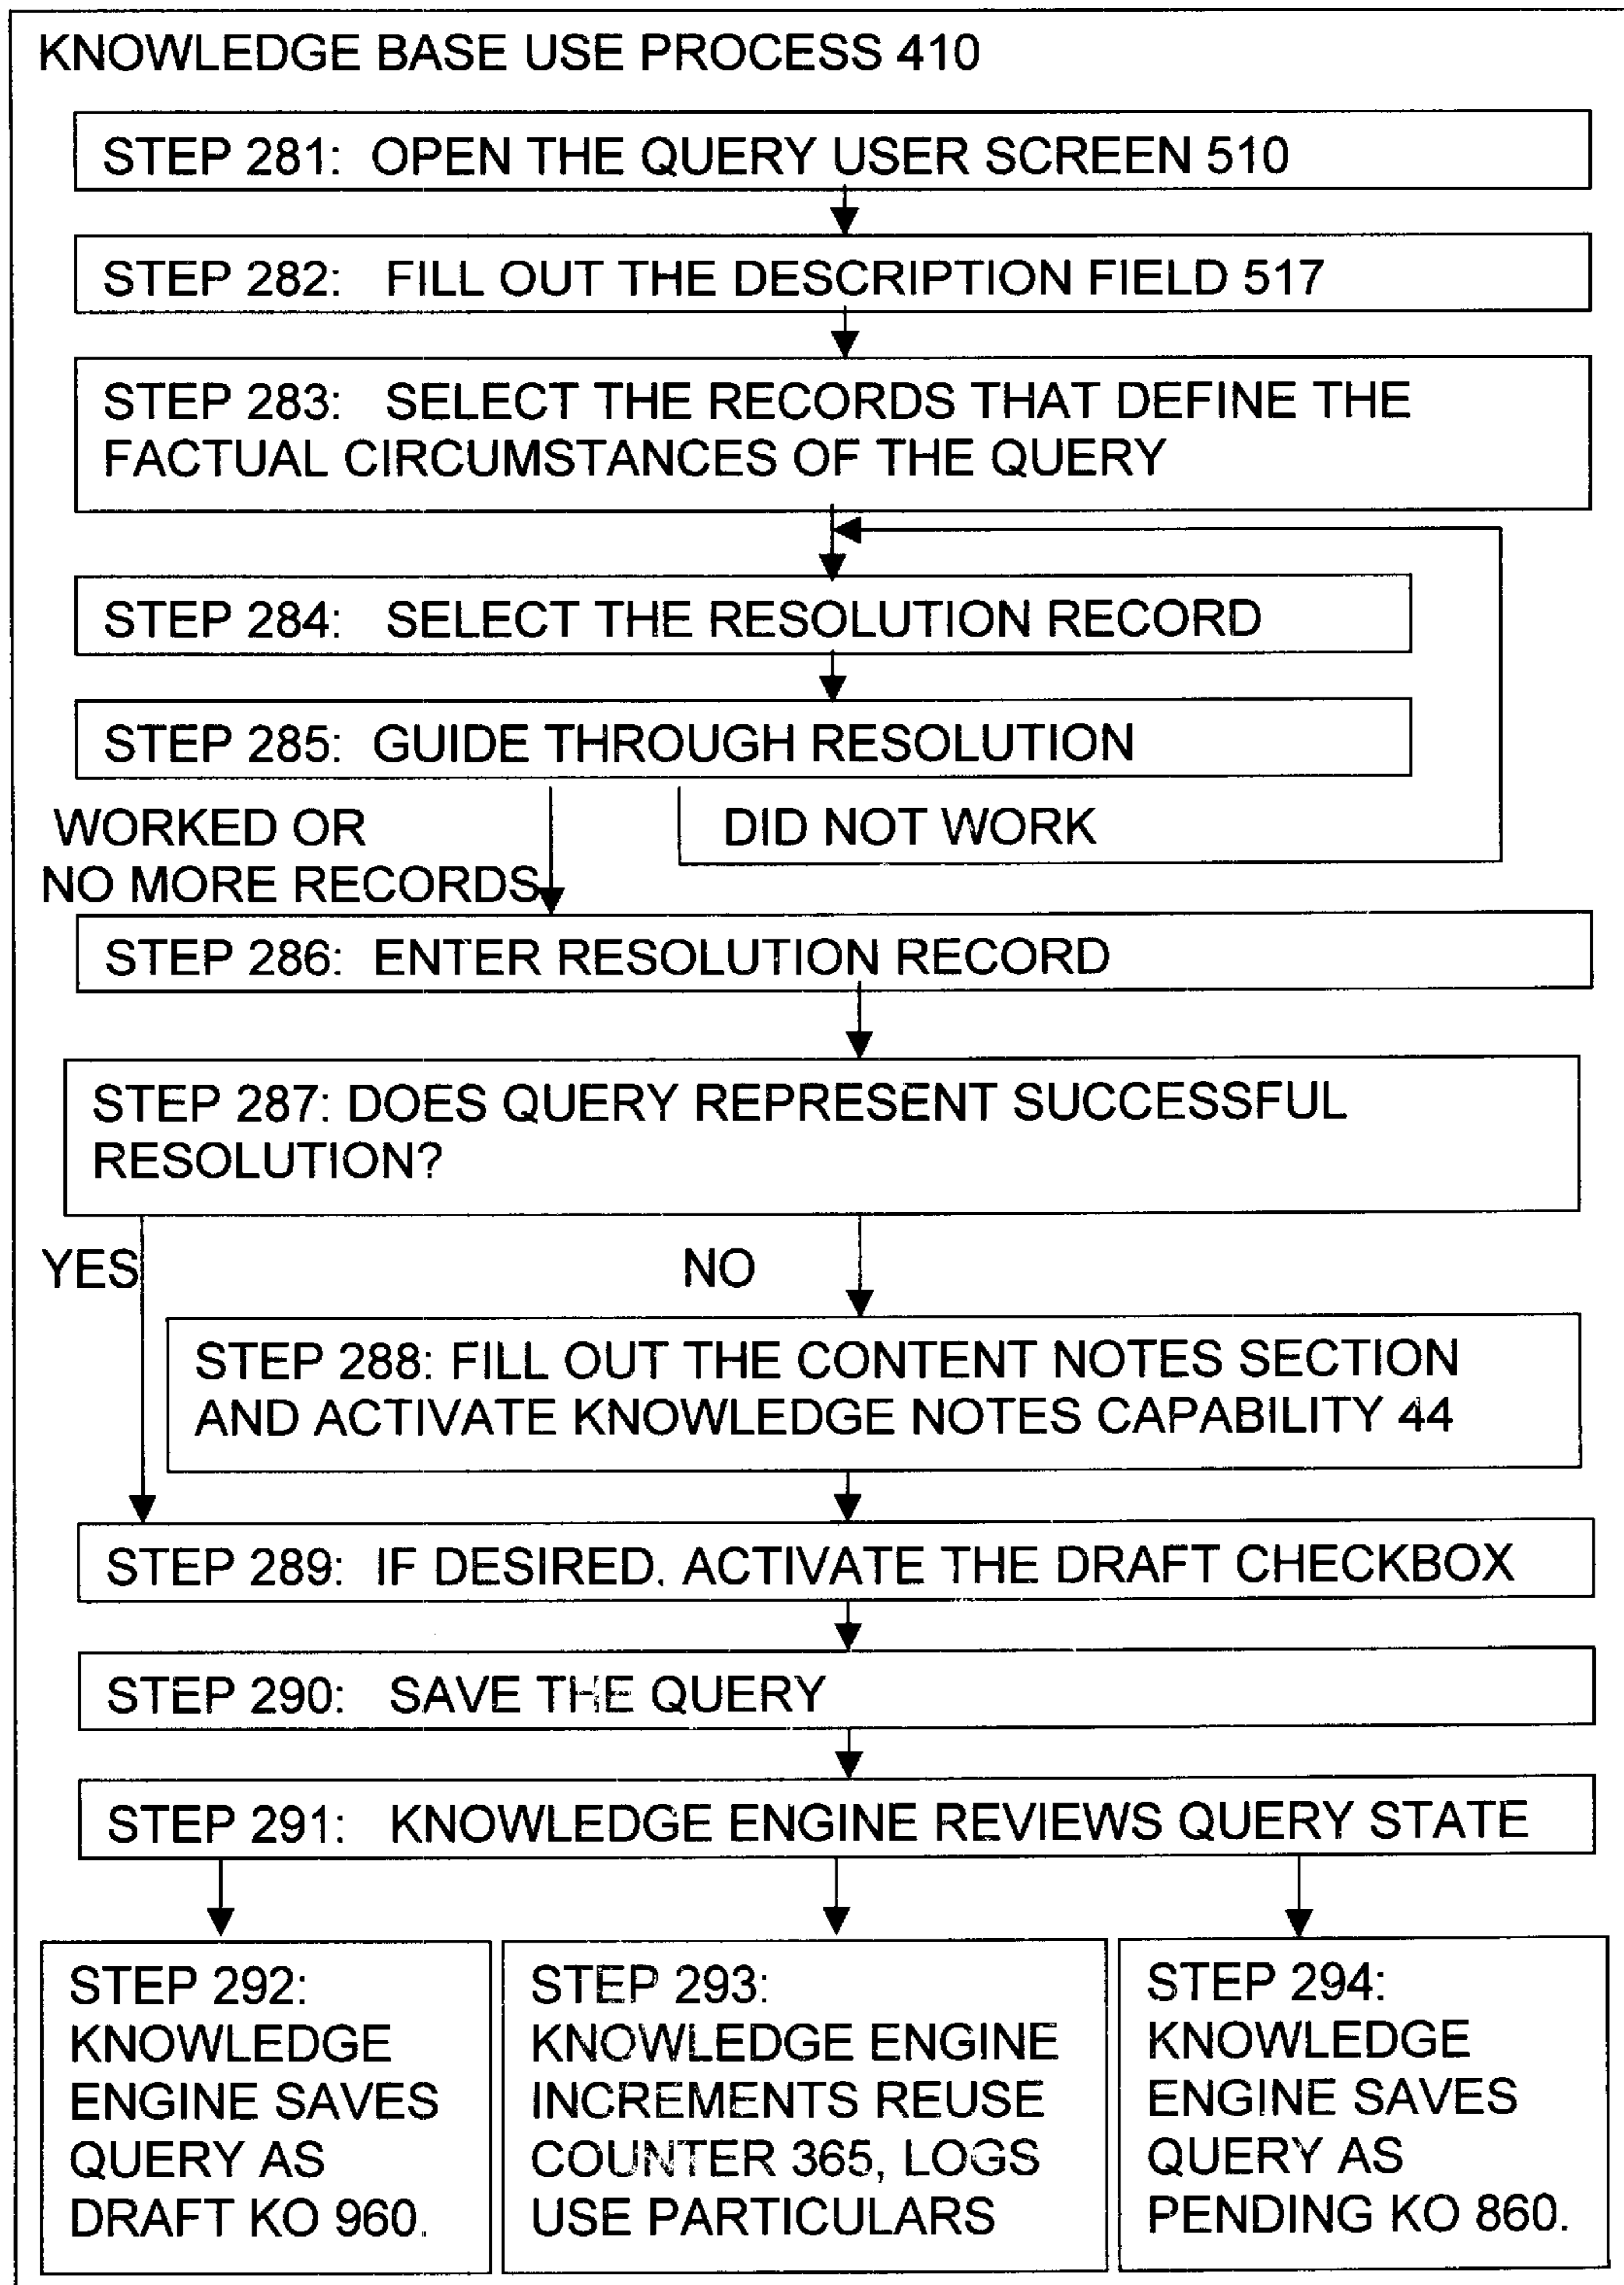 KNOWLEDGE BASE USE PROCESS 410
STEP 281: OPEN THE QUERY USER SCREEN 510
STEP 282: FILL OUT THE DESCRIPTION FIELD 517
STEP 283: SELECT THE RECORDS THAT DEFINE THE
FACTUAL CIRCUMSTANCES OF THE QUERY
STEP 284: SELECT THE RESOLUTION RECORD
STEP 285: GUIDE THROUGH RESOLUTION
WORKED OR
NO MORE RECORDS
DID NOT WORK
STEP 286: ENTER RESOLUTION RECORD
STEP 287: DOES QUERY REPRESENT SUCCESSFUL
RESOLUTION?
YES
NO
STEP 288: FILL OUT THE CONTENT NOTES SECTION
AND ACTIVATE KNOWLEDGE NOTES CAPABILITY 44
STEP 289: IF DESIRED, ACTIVATE THE DRAFT CHECKBOX
STEP 290: SAVE THE QUERY
STEP 291: KNOWLEDGE ENGINE REVIEWS QUERY STATE
STEP 292:
KNOWLEDGE
ENGINE SAVES
QUERY AS
DRAFT KO 960.
STEP 293:
KNOWLEDGE ENGINE
INCREMENTS REUSE
COUNTER 365, LOGS
USE PARTICULARS
STEP 294:
KNOWLEDGE
ENGINE SAVES
QUERY AS
PENDING KO 860.